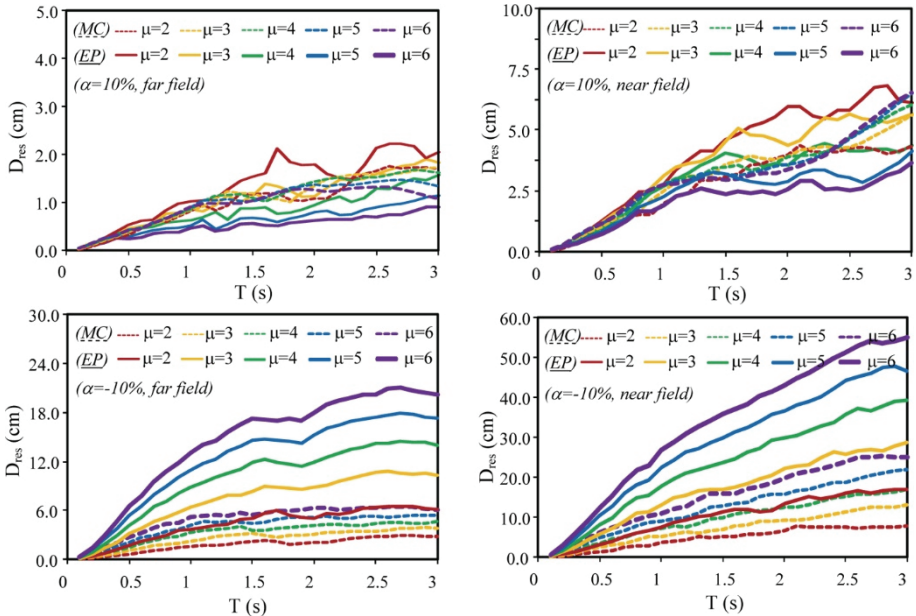 5.0
4.0
3.0
2.0
1.0
0.0
D_res (cm)
(MC) μ=2 μ=3 μ=4 μ=5 μ=6
(EP) μ=2 μ=3 μ=4 μ=5 μ=6
(α=10%, far field)
0 0.5 1 1.5 2 2.5 3
T (s)
10.0
7.5
5.0
2.5
0.0
D_res (cm)
(MC) μ=2 μ=3 μ=4 μ=5 μ=6
(EP) μ=2 μ=3 μ=4 μ=5 μ=6
(α=10%, near field)
0 0.5 1 1.5 2 2.5 3
T (s)
30.0
24.0
18.0
12.0
6.0
0.0
D_res (cm)
(MC) μ=2 μ=3 μ=4 μ=5 μ=6
(EP) μ=2 μ=3 μ=4 μ=5 μ=6
(α=-10%, far field)
0 0.5 1 1.5 2 2.5 3
T (s)
60.0
50.0
40.0
30.0
20.0
10.0
0.0
D_res (cm)
(MC) μ=2 μ=3 μ=4 μ=5 μ=6
(EP) μ=2 μ=3 μ=4 μ=5 μ=6
(α=-10%, near field)
0 0.5 1 1.5 2 2.5 3
T (s)